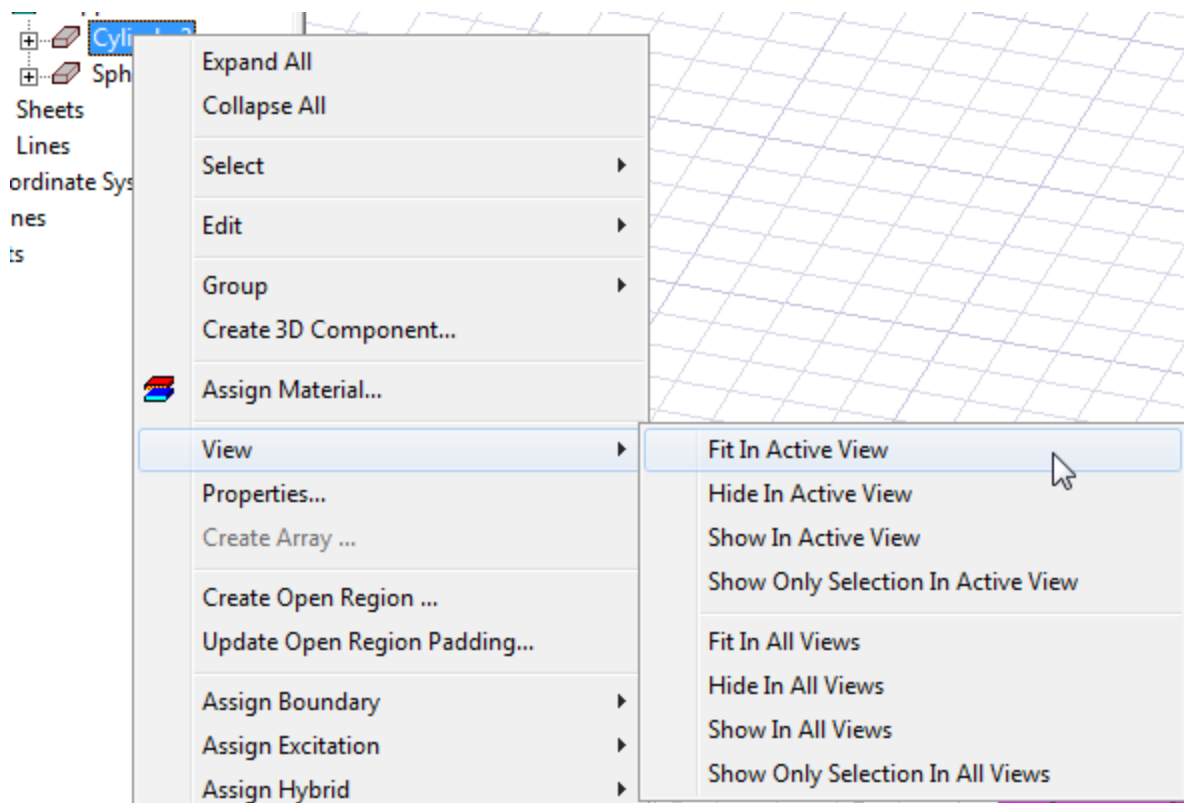 Sheets
Lines
Expand All
Collapse All
Select
Edit
Group
Create 3D Component...
Assign Material...
View
Properties...
Create Array ...
Create Open Region ...
Update Open Region Padding...
Assign Boundary
Assign Excitation
Assign Hybrid
Fit In Active View
Hide In Active View
Show In Active View
Show Only Selection In Active View
Fit In All Views
Hide In All Views
Show In All Views
Show Only Selection In All Views